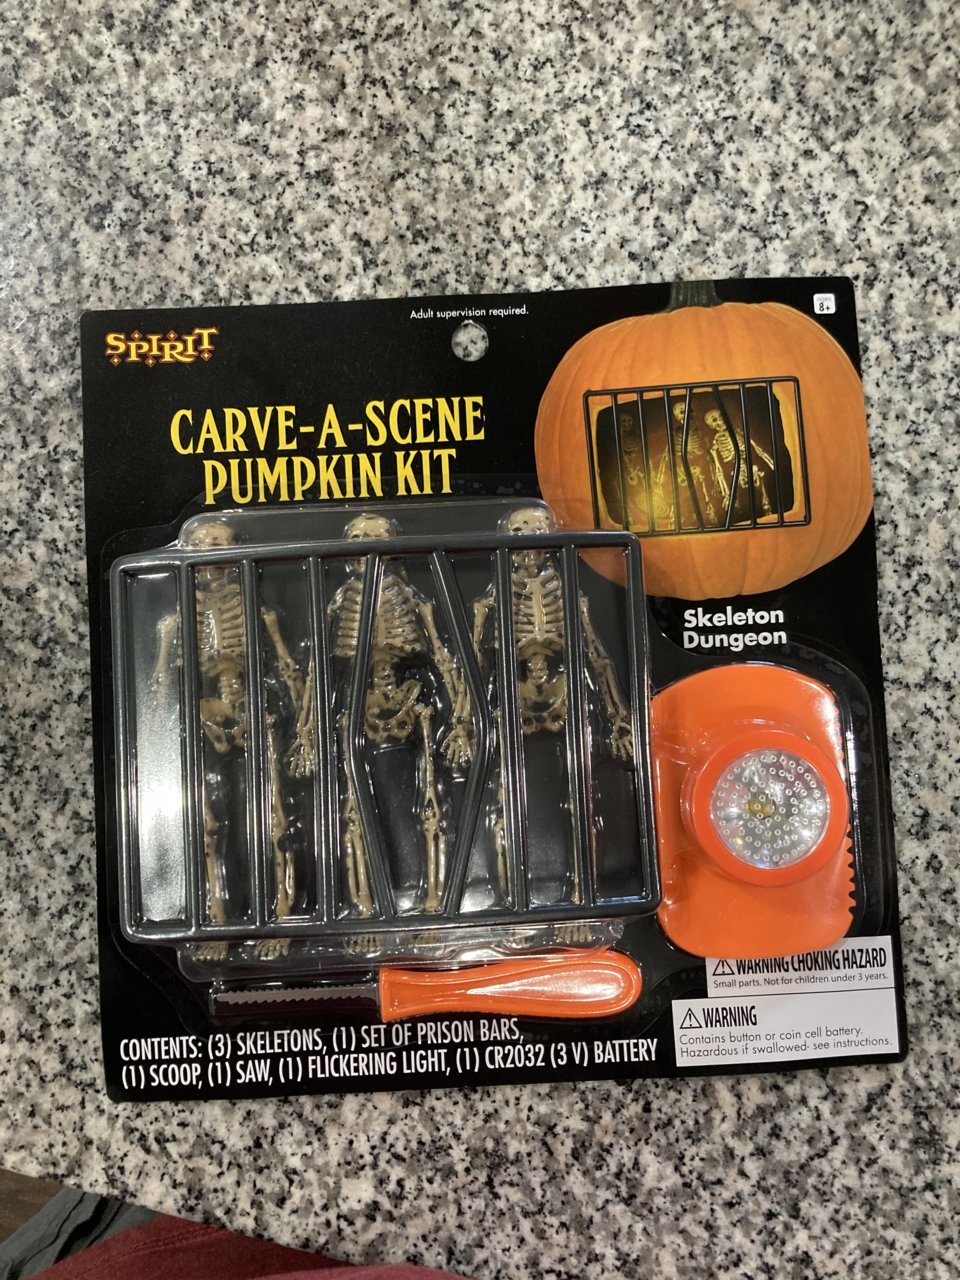 Adult supervision required.
ages
8+
SPIRIT
CARVE-A-SCENE
PUMPKIN KIT
Skeleton
Dungeon
WARNING CHOKING HAZARD
Small parts. Not for children under 3 years.
WARNING
Contains button or coin cell battery.
Hazardous if swallowed- see instructions.
CONTENTS: (3) SKELETONS, (1) SET OF PRISON BARS,
(1) SCOOP, (1) SAW, (1) FLICKERING LIGHT, (1) CR2032 (3 V) BATTERY